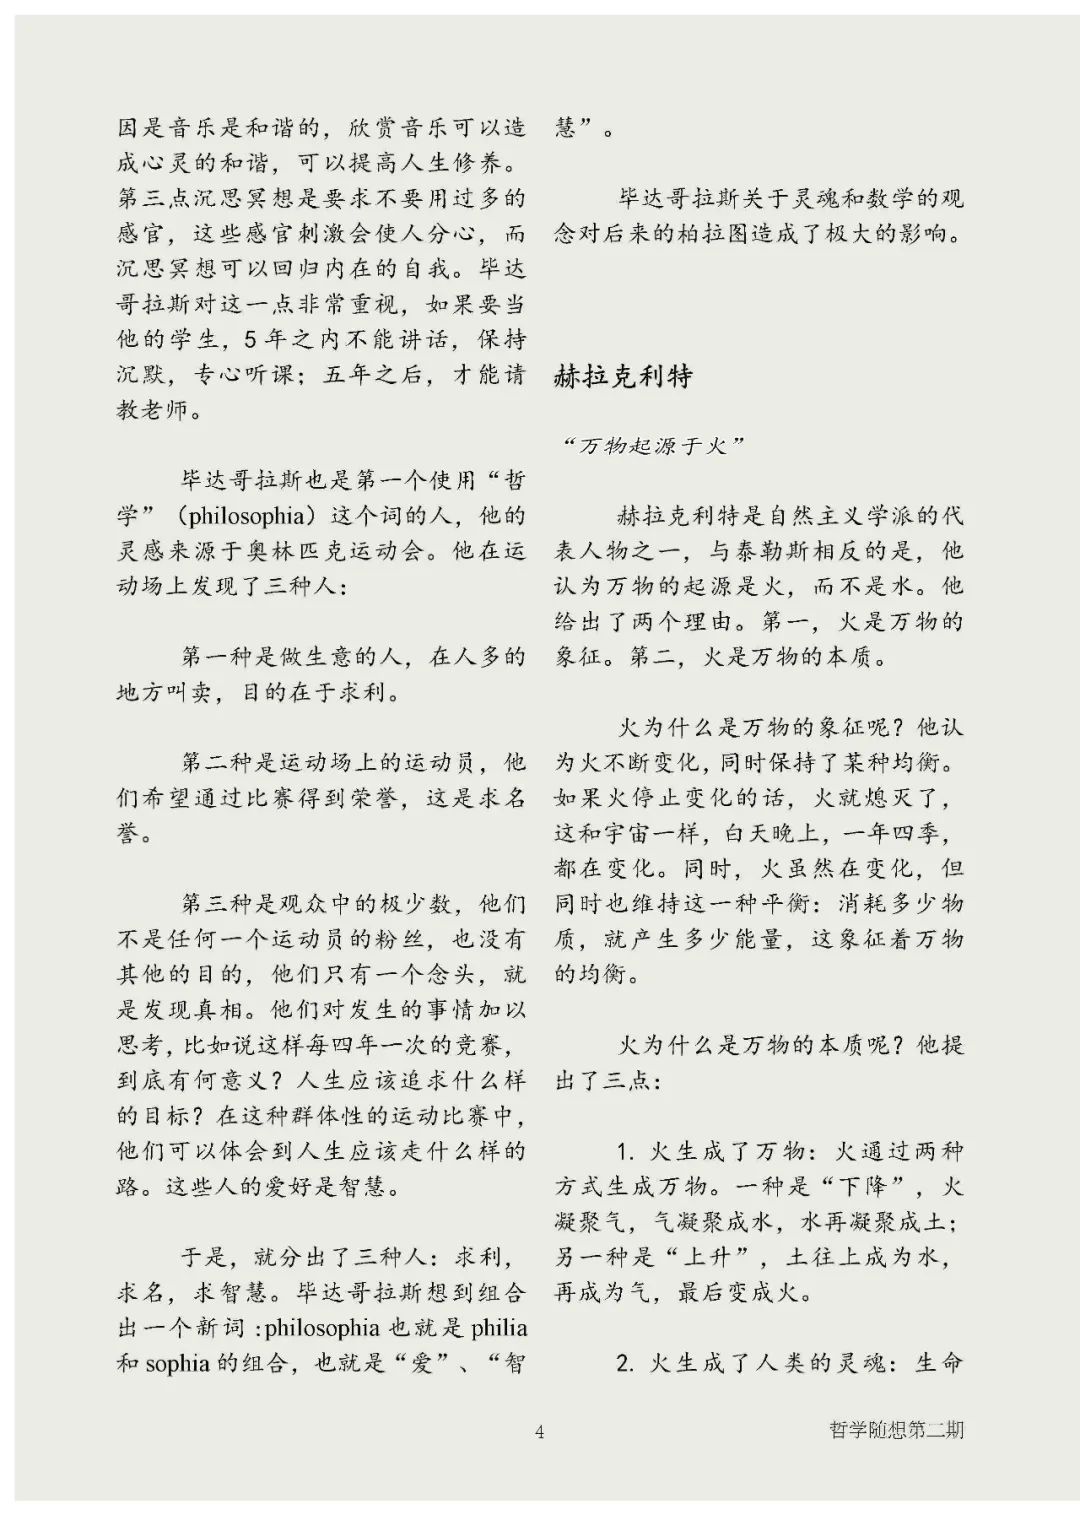 因是音乐是和谐的，欣赏音乐可以造
成心灵的和谐，可以提高人生修养。
第三点沉思冥想是要求不要用过多的
感官，这些感官刺激会使人分心，而
沉思冥想可以回归内在的自我。毕达
哥拉斯对这一点非常重视，如果要当
他的学生，5 年之内不能讲话，保持
沉默，专心听课；五年之后，才能请
教老师。
毕达哥拉斯也是第一个使用“哲
学”（philosophia）这个词的人，他的
灵感来源于奥林匹克运动会。他在运
动场上发现了三种人：
第一种是做生意的人，在人多的
地方叫卖，目的在于求利。
第二种是运动场上的运动员，他
们希望通过比赛得到荣誉，这是求名
誉。
第三种是观众中的极少数，他们
不是任何一个运动员的粉丝，也没有
其他的目的，他们只有一个念头，就
是发现真相。他们对发生的事情加以
思考，比如说这样每四年一次的竞赛，
到底有何意义？人生应该追求什么样
的目标？在这种群体性的运动比赛中，
他们可以体会到人生应该走什么样的
路。这些人的爱好是智慧。
于是，就分出了三种人：求利，
求名，求智慧。毕达哥拉斯想到组合
出一个新词：philosophia 也就是 philia
和 sophia 的组合，也就是“爱”、“智
慧”。
毕达哥拉斯关于灵魂和数学的观
念对后来的柏拉图造成了极大的影响。
赫拉克利特
“万物起源于火”
赫拉克利特是自然主义学派的代
表人物之一，与泰勒斯相反的是，他
认为万物的起源是火，而不是水。他
给出了两个理由。第一，火是万物的
象征。第二，火是万物的本质。
火为什么是万物的象征呢？他认
为火不断变化，同时保持了某种均衡。
如果火停止变化的话，火就熄灭了，
这和宇宙一样，白天晚上，一年四季，
都在变化。同时，火虽然在变化，但
同时也维持这一种平衡：消耗多少物
质，就产生多少能量，这象征着万物
的均衡。
火为什么是万物的本质呢？他提
出了三点：
1. 火生成了万物：火通过两种
方式生成万物。一种是“下降”，火
凝聚气，气凝聚成水，水再凝聚成土；
另一种是“上升”，土往上成为水，
再成为气，最后变成火。
2. 火生成了人类的灵魂：生命
4
哲学随想第二期